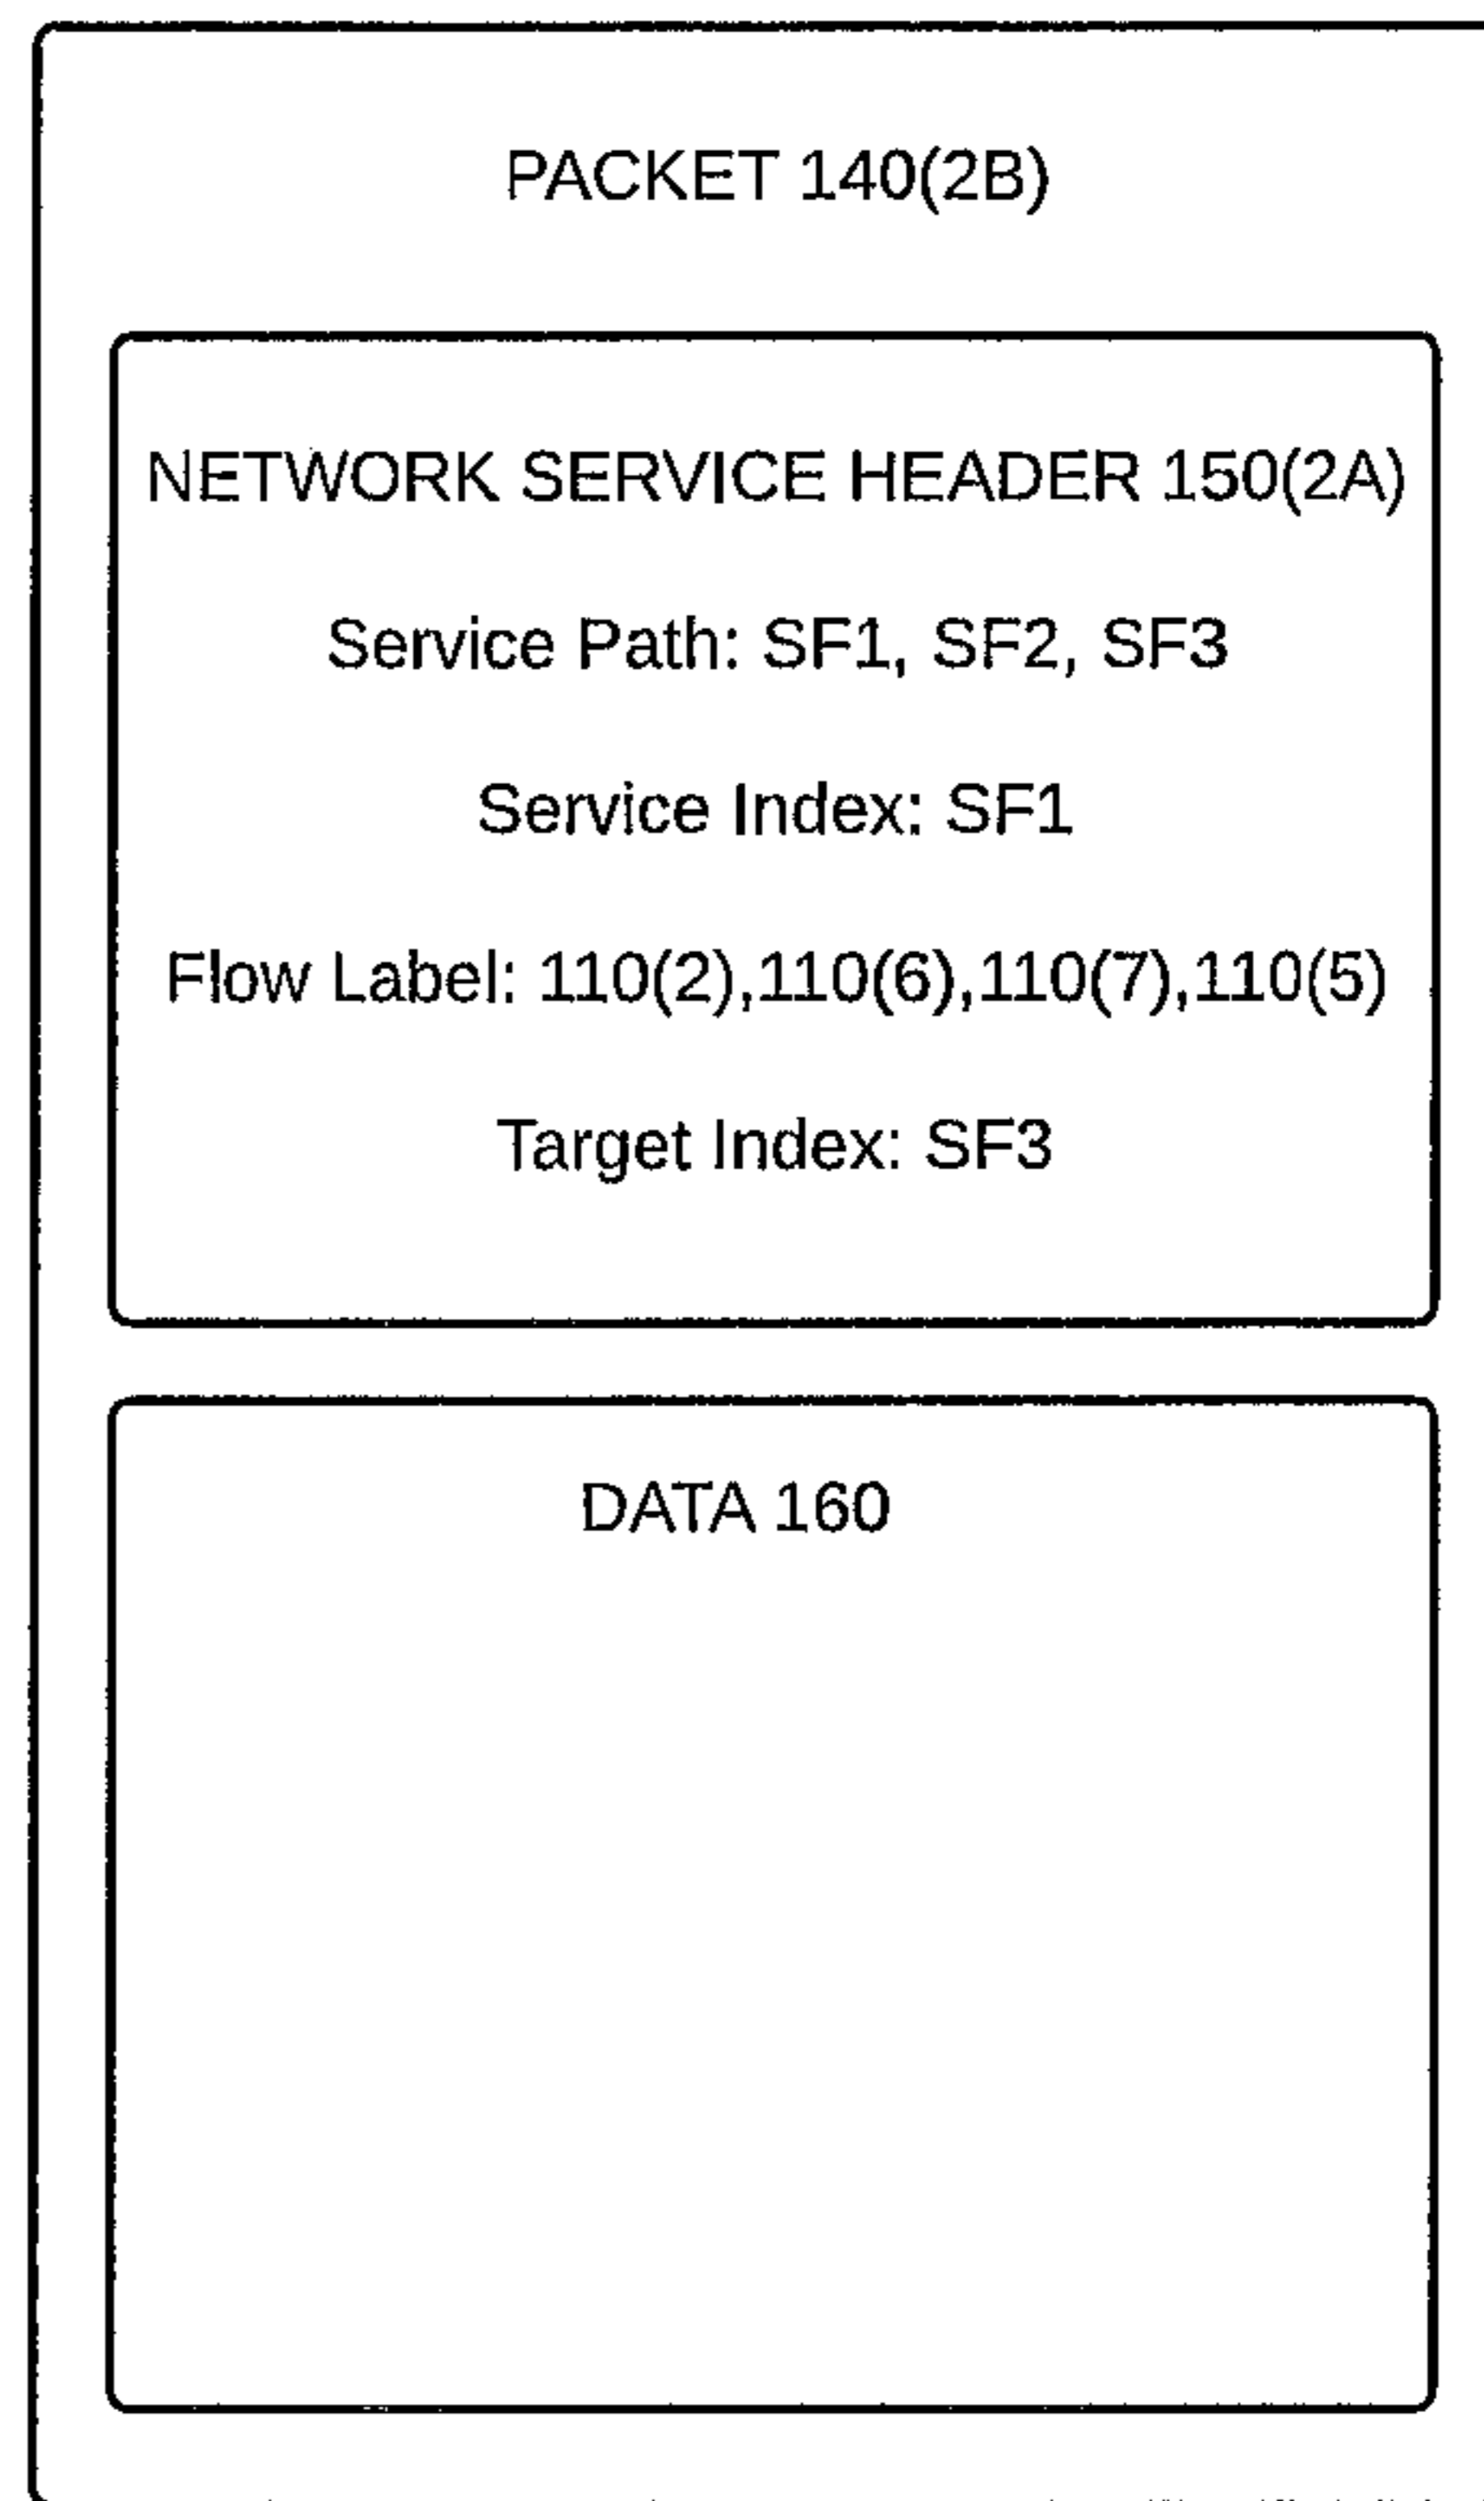 PACKET 140(2B)
NETWORK SERVICE HEADER 150(2A)
Service Path: SF1, SF2, SF3
Service Index: SF1
Flow Label: 110(2),110(6),110(7),110(5)
Target Index: SF3
DATA 160